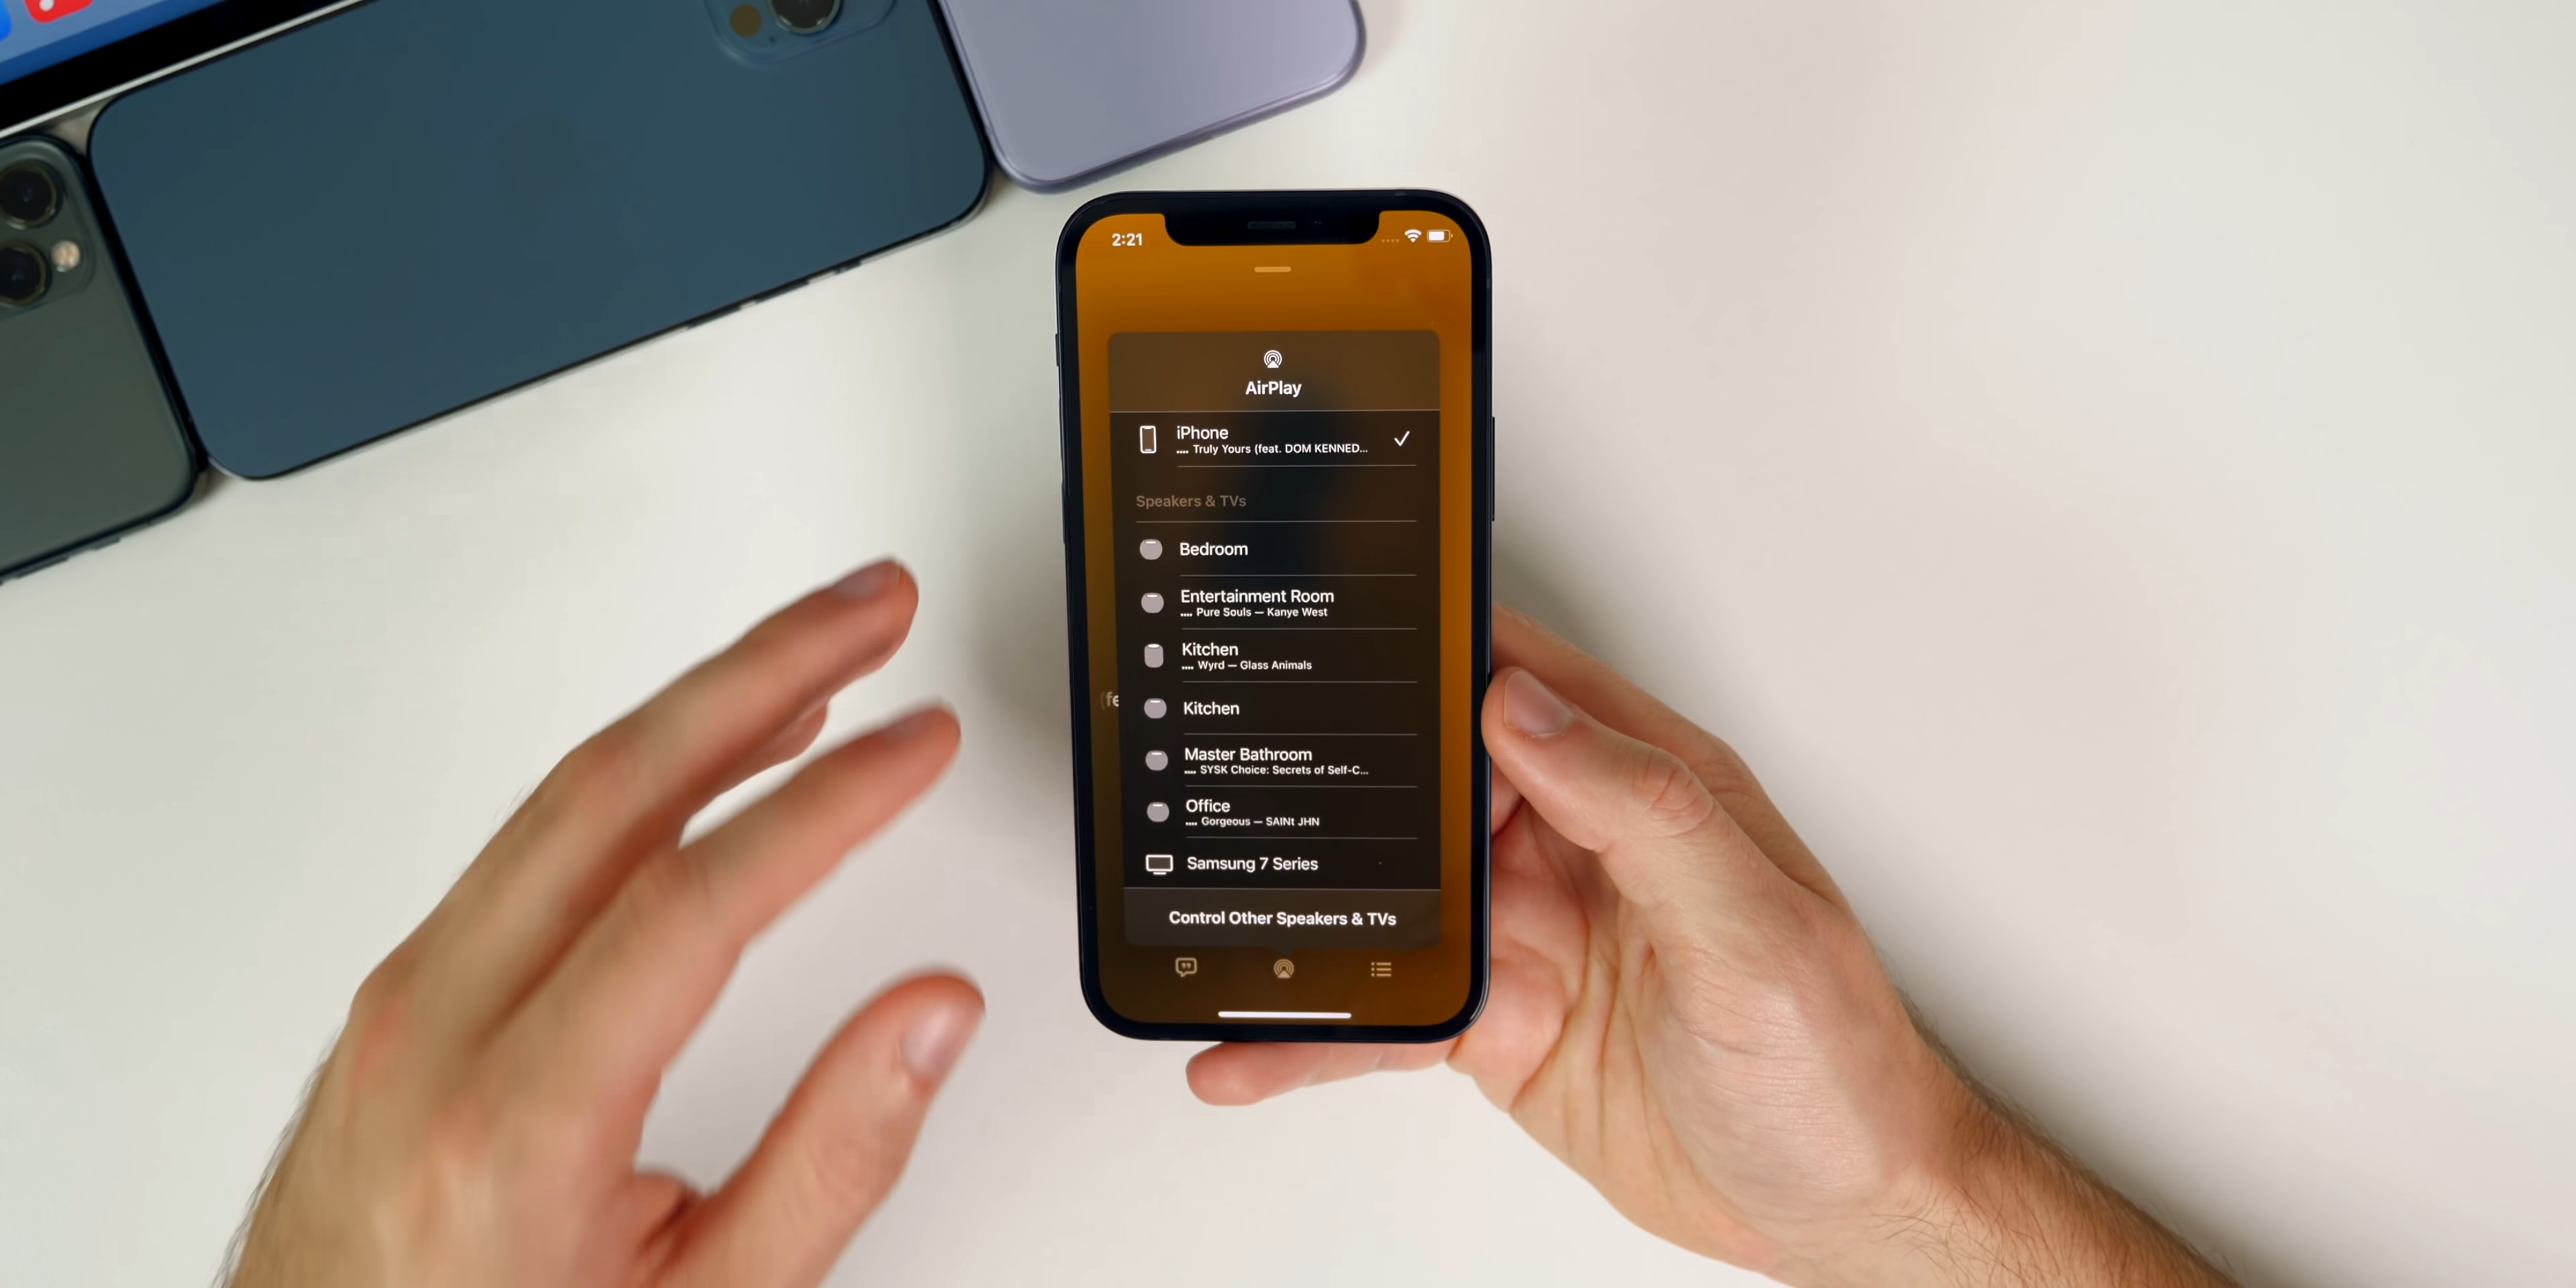 2:21
AirPlay
iPhone
Truly Yours (feat. DOM KENNED...
Speakers & TVs
Bedroom
Entertainment Room
Pure Souls — Kanye West
Kitchen
Wyrd — Glass Animals
(fe
Kitchen
Master Bathroom
SYSK Choice: Secrets of Self-C...
Office
Gorgeous — SAINt JHN
Samsung 7 Series
Control Other Speakers & TVs